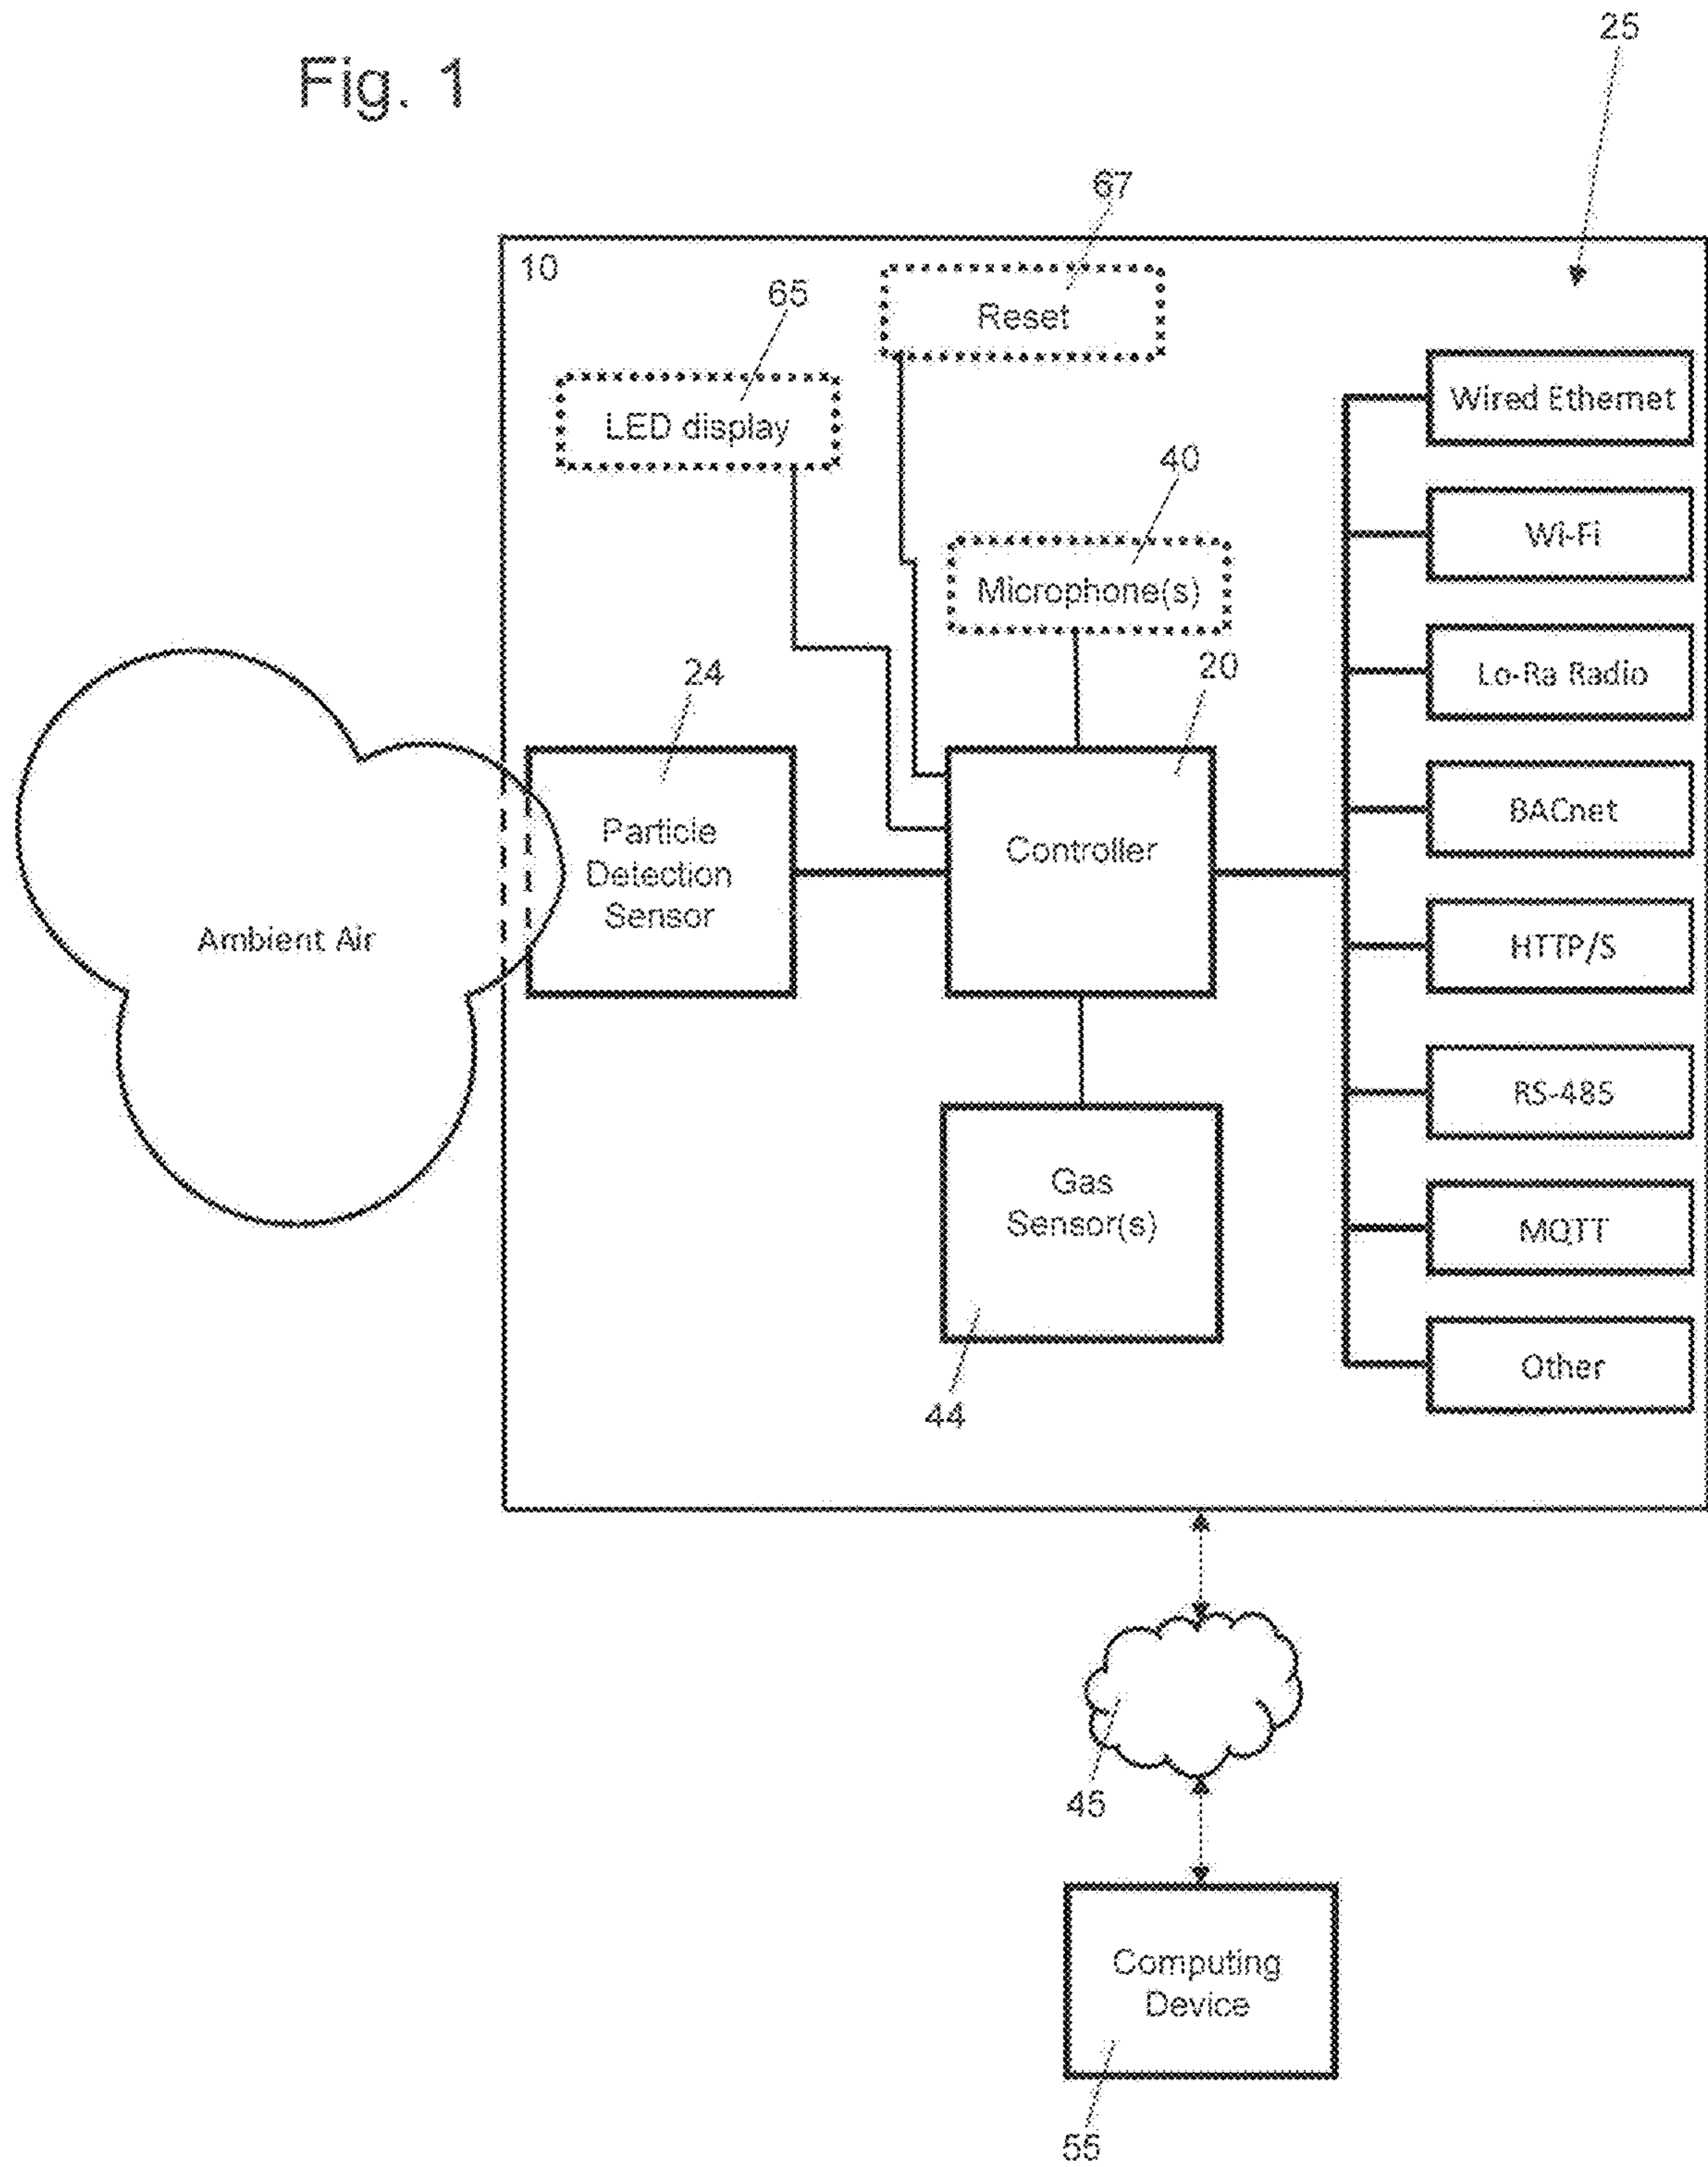 25
Fig. 1
67
10
65
Reset
LED display
Wired Ethernet
40
Wi-Fi
Microphone(s)
24
20
Lo-Ra Radio
Particle
Detection
Sensor
Controller
BACnet
Ambient Air
HTTP/S
RS-485
Gas
Sensor(s)
MQTT
Other
44
45
Computing
Device
55